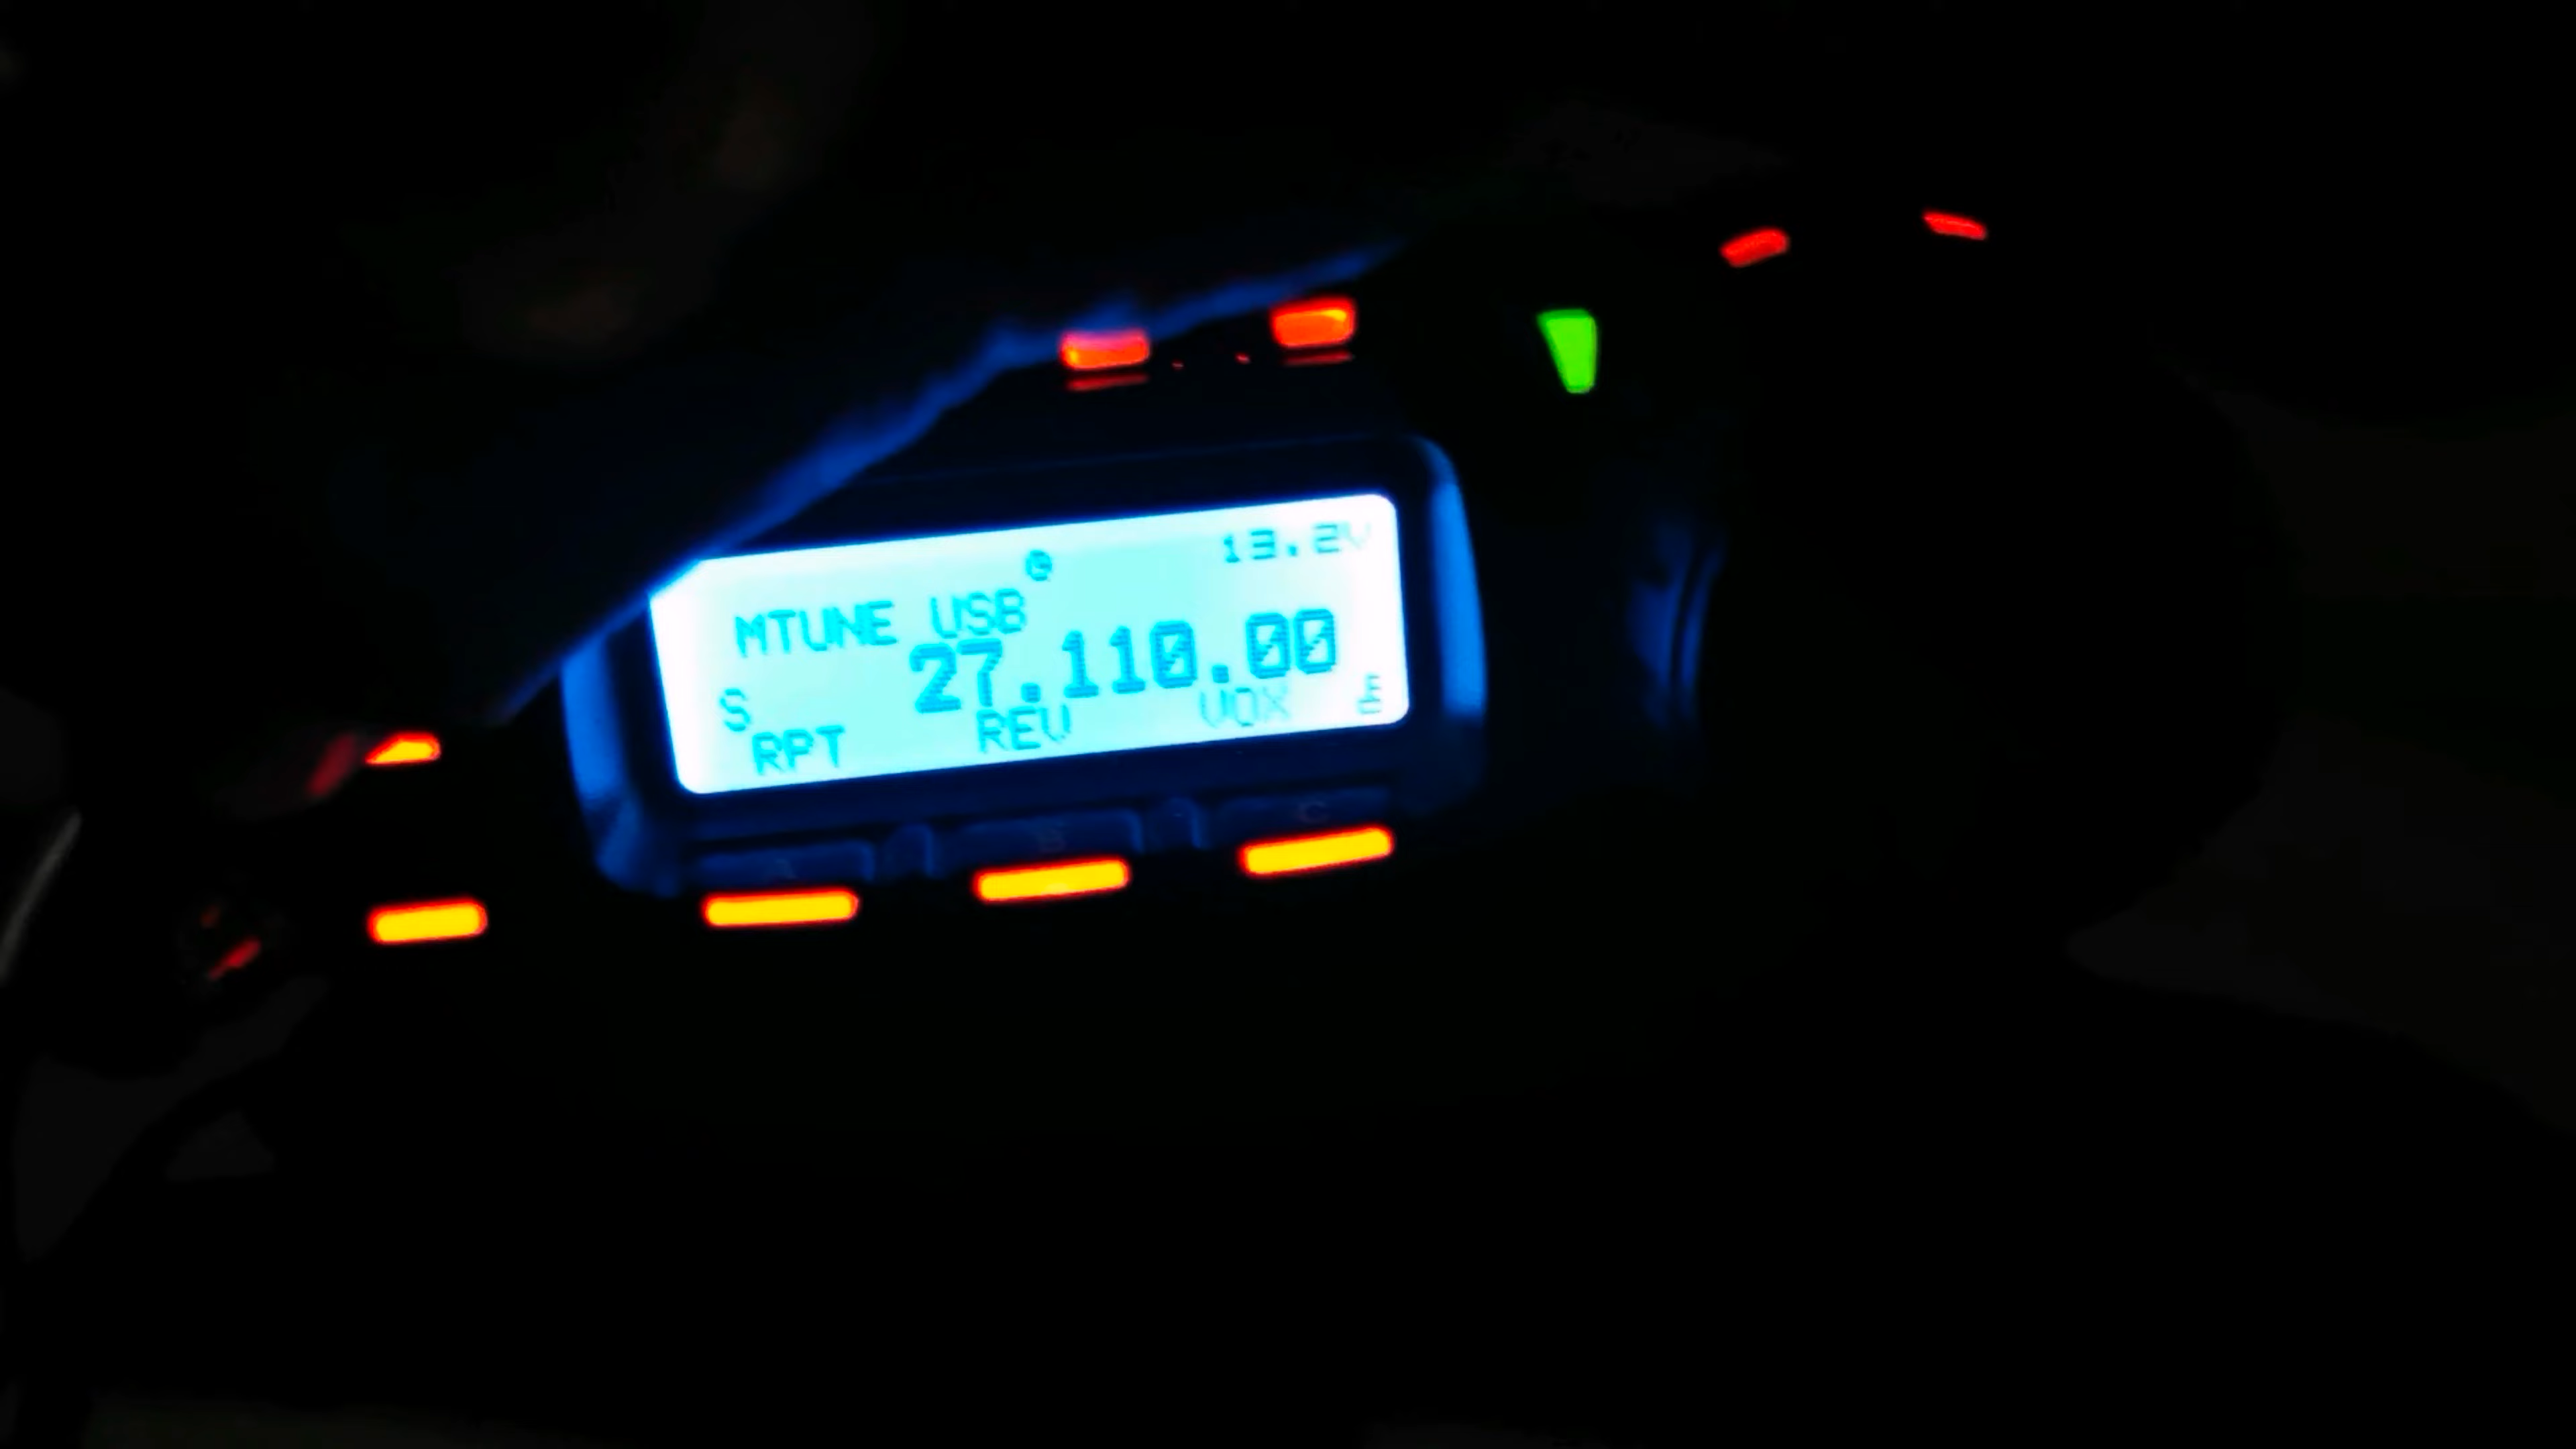 13.2V
MTUNE USB
27.110.00
S
RPT REV VOX
A B C